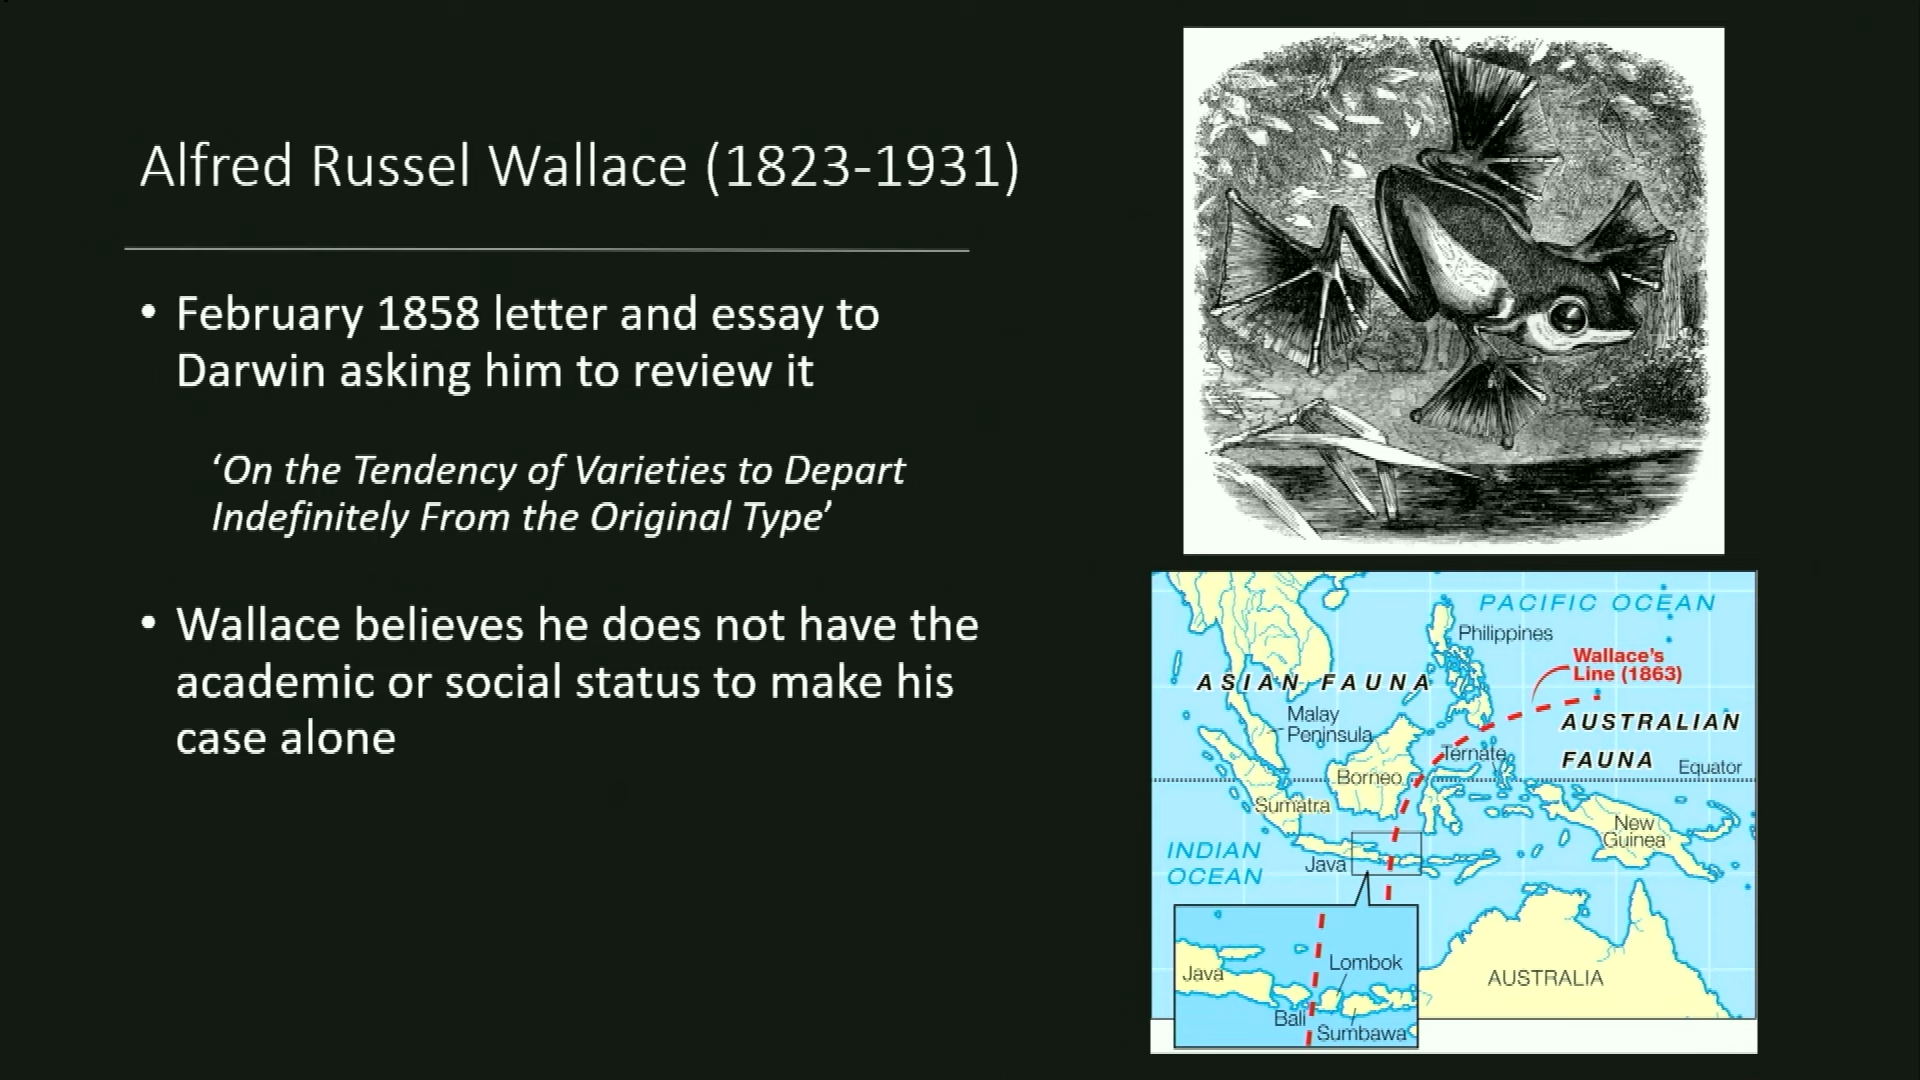 Alfred Russel Wallace (1823-1931)
• February 1858 letter and essay to
Darwin asking him to review it
‘On the Tendency of Varieties to Depart
Indefinitely From the Original Type’
• Wallace believes he does not have the
academic or social status to make his
case alone
PACIFIC OCEAN
Philippines
Wallace’s
Line (1863)
ASIAN FAUNA
Malay
Peninsula
AUSTRALIAN
FAUNA
Ternate
Equator
Borneo
Sumatra
New
Guinea
INDIAN
OCEAN
Java
Lombok
Java
AUSTRALIA
Bali
Sumbawa